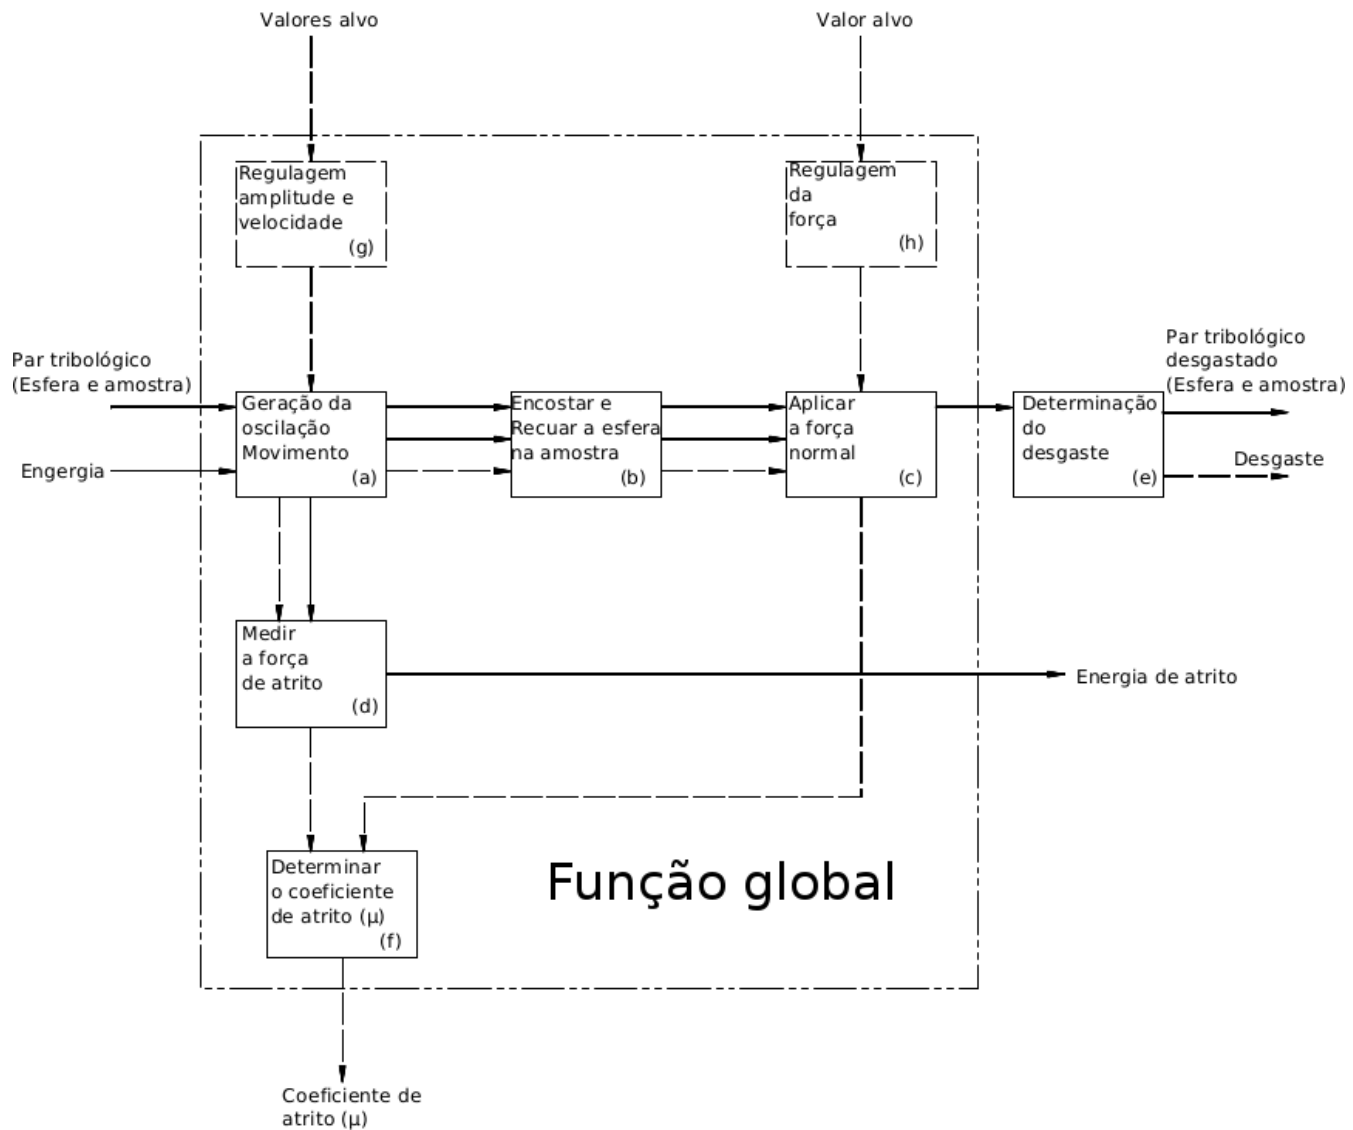 Valores alvo
Valor alvo
Regulagem
amplitude e
velocidade
(g)
Regulagem
da
força
(h)
Par tribológico
(Esfera e amostra)
Engergia
Geração da
oscilação
Movimento
(a)
Encostar e
Recuar a esfera
na amostra
(b)
Aplicar
a força
normal
(c)
Determinação
do
desgaste
(e)
Par tribológico
desgastado
(Esfera e amostra)
Desgaste
Medir
a força
de atrito
(d)
Energia de atrito
Determinar
o coeficiente
de atrito (μ)
(f)
Função global
Coeficiente de
atrito (μ)